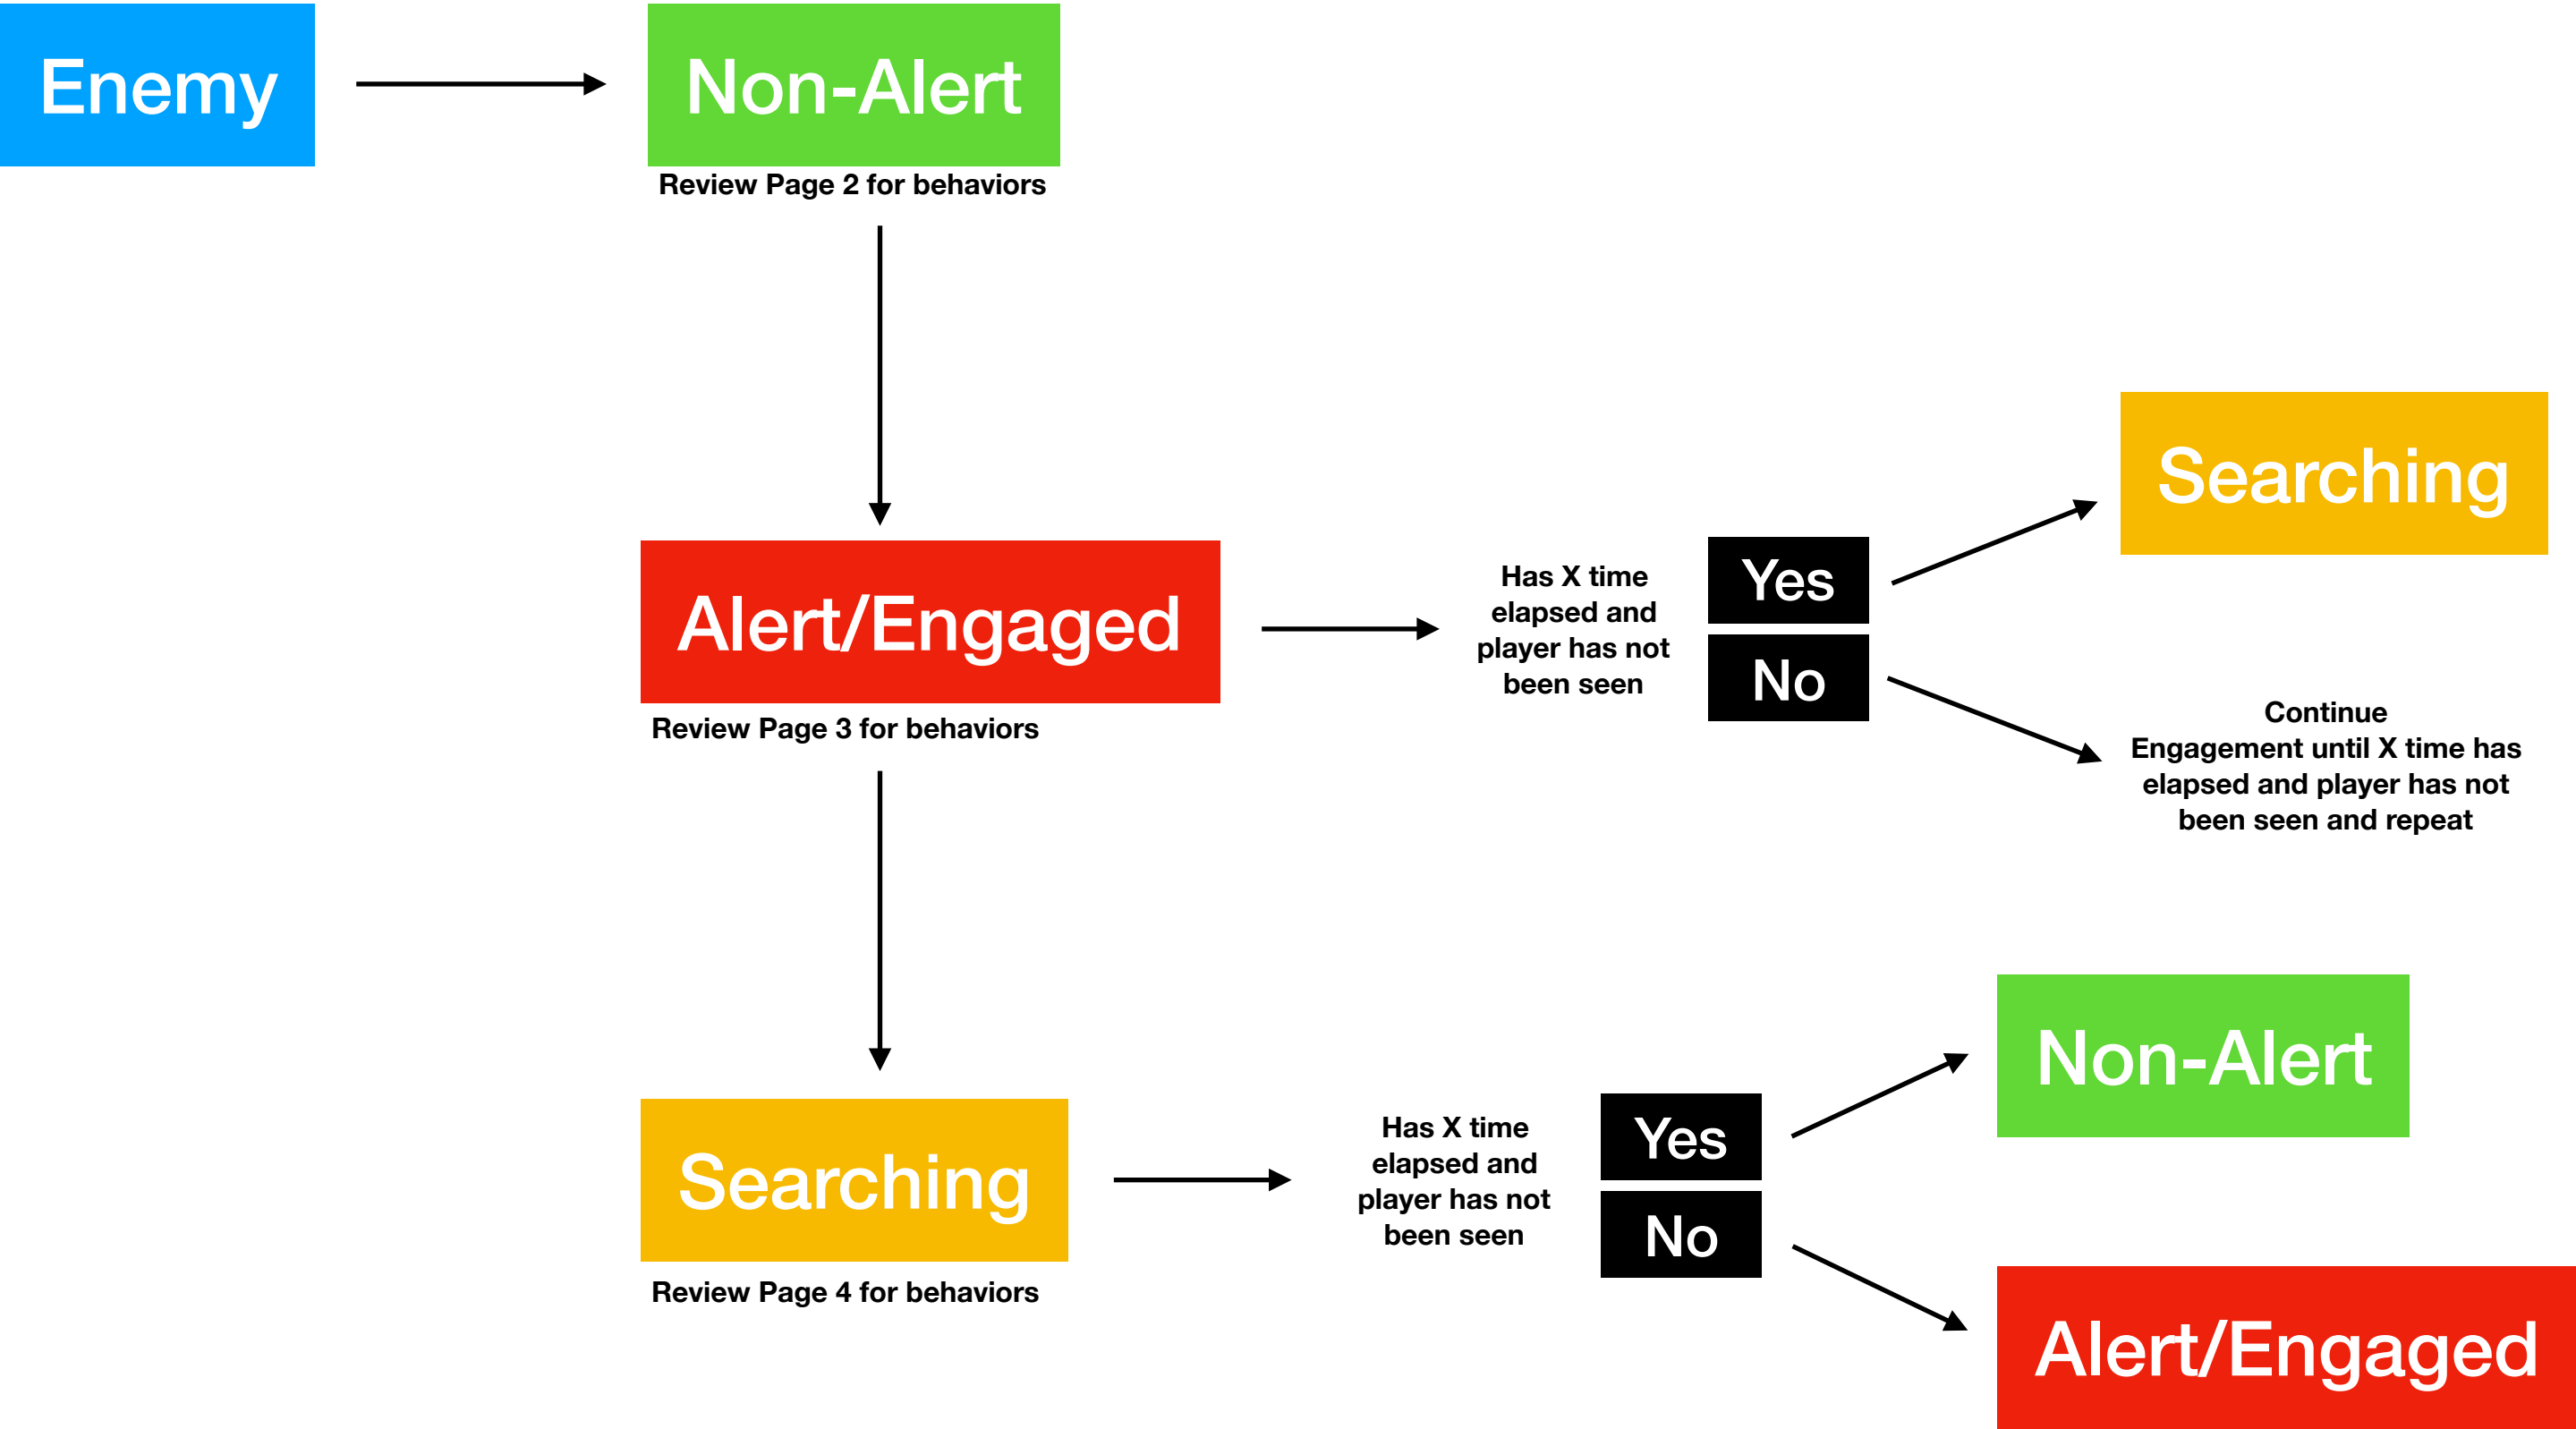 Enemy
Non-Alert
Review Page 2 for behaviors
Alert/Engaged
Review Page 3 for behaviors
Has X time
elapsed and
player has not
been seen
Yes
No
Searching
Continue
Engagement until X time has
elapsed and player has not
been seen and repeat
Searching
Review Page 4 for behaviors
Has X time
elapsed and
player has not
been seen
Yes
No
Non-Alert
Alert/Engaged